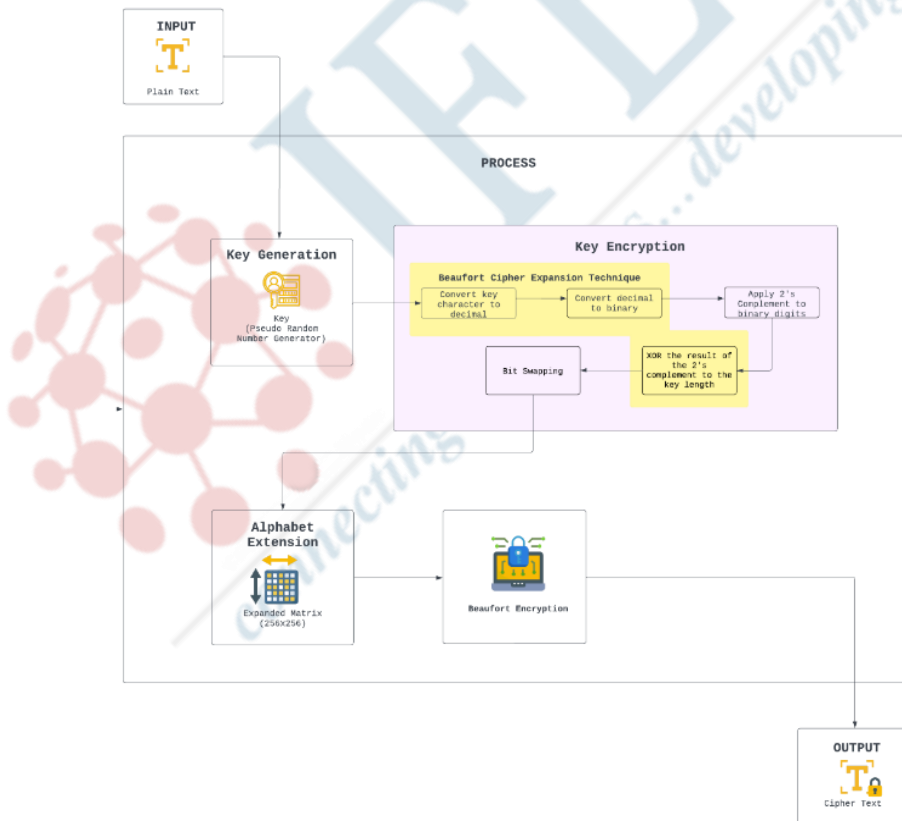 INPUT
Plain Text
PROCESS
Key Generation
Key
(Pseudo Random
Number Generator)
Key Encryption
Beaufort Cipher Expansion Technique
Convert key
character to
decimal
Convert decimal
to binary
Apply 2's
Complement to
binary digits
XOR the result of
the 2's
complement to the
key length
Bit Swapping
Alphabet
Extension
Expanded Matrix
(256x256)
Beaufort Encryption
OUTPUT
Cipher Text
connecting
s...developing